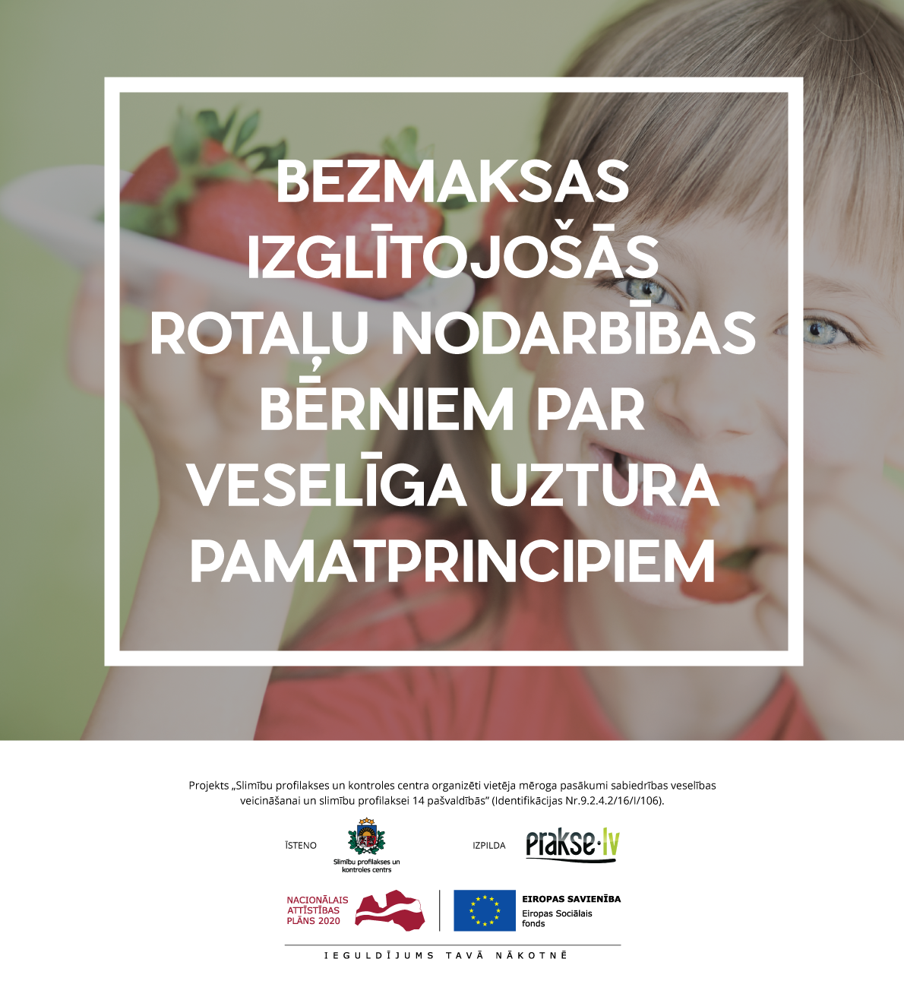 BEZMAKSAS
IZGLĪTOJOŠĀS
ROTAĻU NODARBĪBAS
BĒRNIEM PAR
VESELĪGA UZTURA
PAMATPRINCIPIEM
Projekts „Slimību profilakses un kontroles centra organizēti vietēja mēroga pasākumi sabiedrības veselības
veicināšanai un slimību profilaksei 14 pašvaldībās” (Identifikācijas Nr.9.2.4.2/16/I/106).
ĪSTENO
Slimību profilakses un
kontroles centrs
IZPILDA
prakse.lv
NACIONĀLAIS
ATTĪSTĪBAS
PLĀNS 2020
EIROPAS SAVIENĪBA
Eiropas Sociālais
fonds
IEGULDĪJUMS TAVĀ NĀKOTNĒ